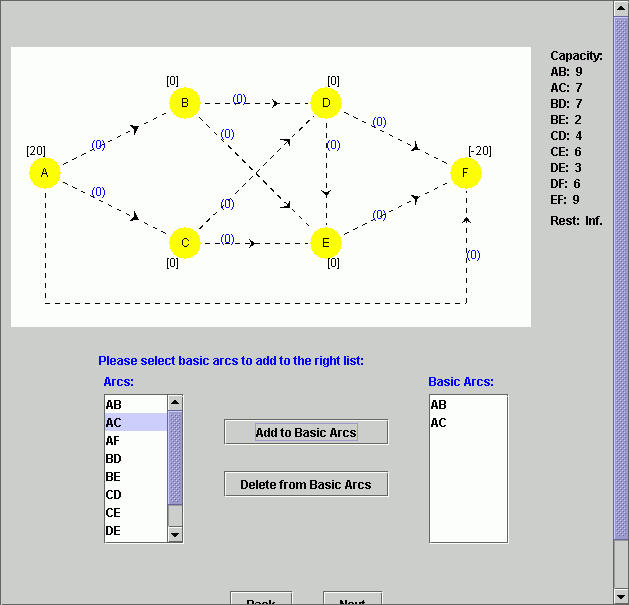 [0]
[0]
Capacity:
AB: 9
AC: 7
BD: 7
BE: 2
CD: 4
CE: 6
DE: 3
DF: 6
EF: 9
Rest: Inf.
B
(0)
D
(0)
(0)
(0)
(0)
[20]
[-20]
A
F
(0)
(0)
(0)
C
(0)
E
[0]
[0]
(0)
Please select basic arcs to add to the right list:
Arcs:
Basic Arcs:
AB
AC
AF
BD
BE
CD
CE
DE
Add to Basic Arcs
Delete from Basic Arcs
AB
AC
Back
Next